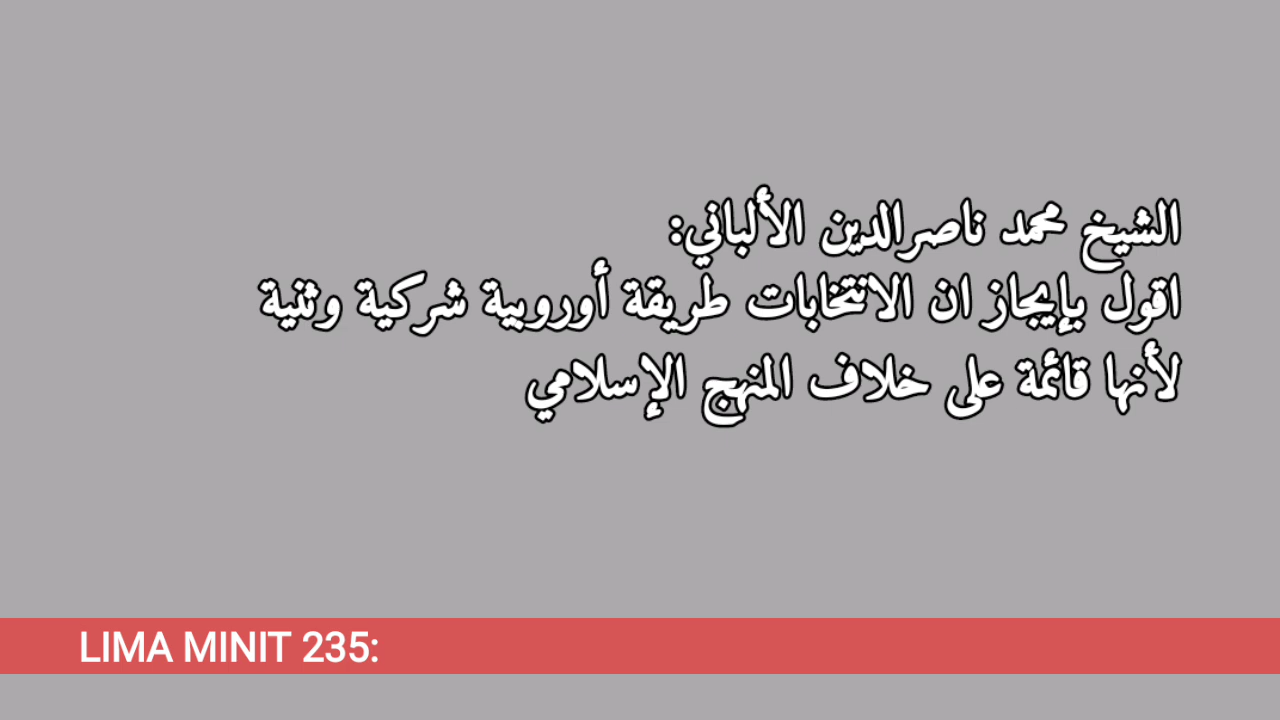 الشيخ محمد ناصرالدين الألباني:
اقول بإيجاز ان الانتخابات طريقة أوروبية شركية وثنية
لأنها قائمة على خلاف المنهج الإسلامي
LIMA MINIT 235: